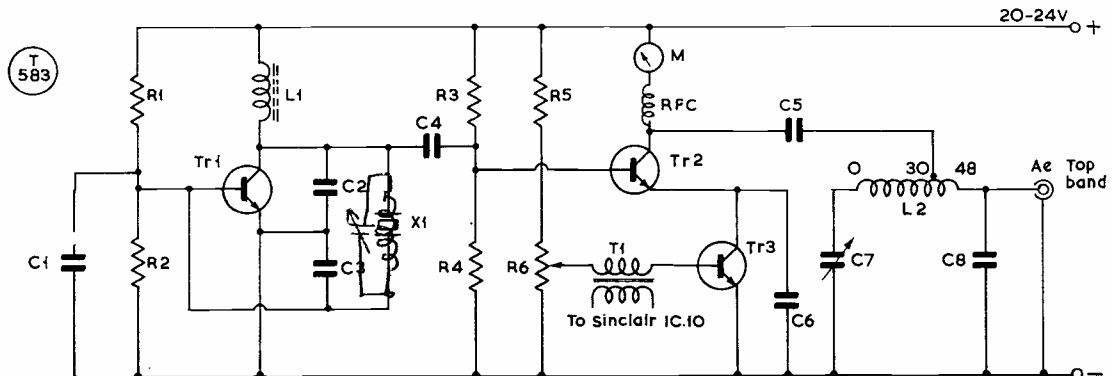 20-24V
+
T
583
R1
L1
R3
R5
M
RFC
C5
C4
Tr1
Tr2
C2
X1
0 30 48
Ae Top
band
L2
C1
R2
C3
R4
R6
T1
Tr3
C7
C8
C6
To Sinclair IC.10
−